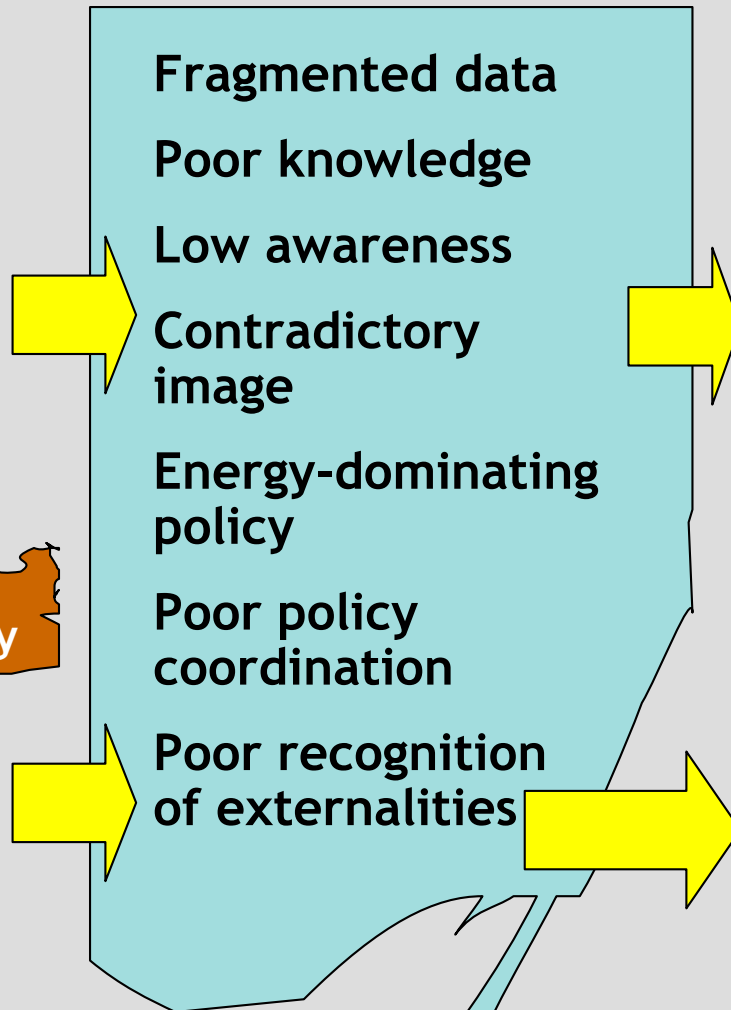 Fragmented data
Poor knowledge
Low awareness
Contradictory
image
Energy-dominating
policy
Poor policy
coordination
Poor recognition
of externalities